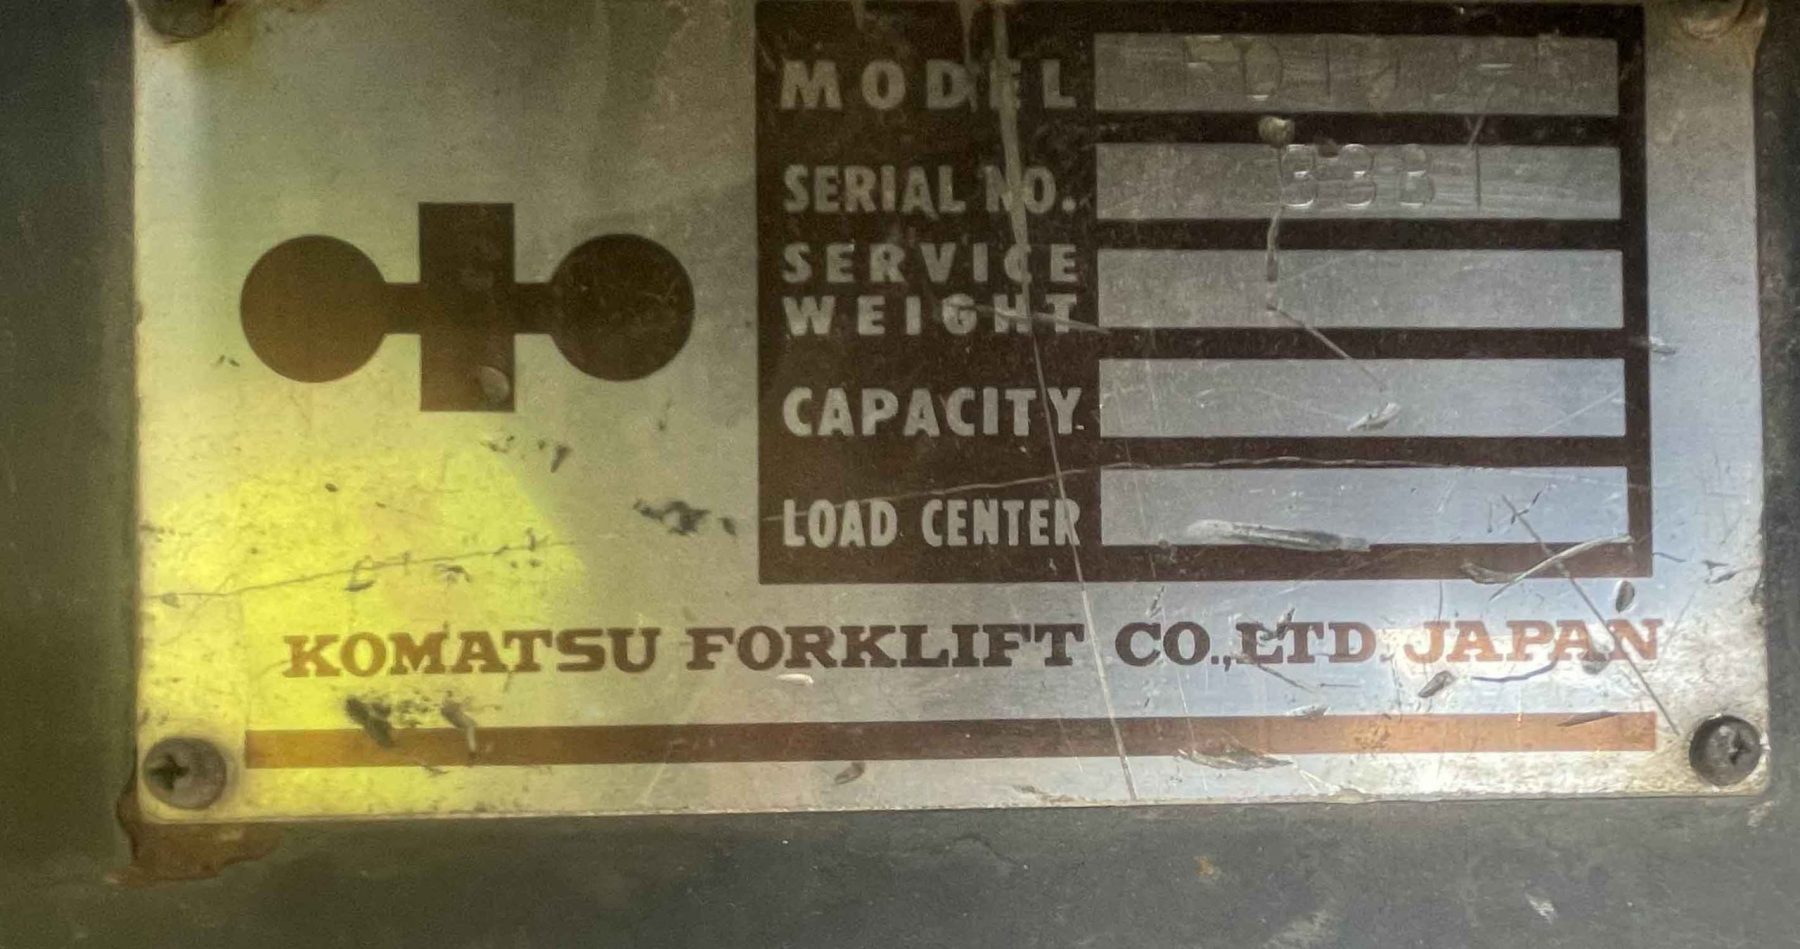 MODEL
SERIAL NO.
SERVICE
WEIGHT
CAPACITY
LOAD CENTER
KOMATSU FORKLIFT CO.,LTD JAPAN